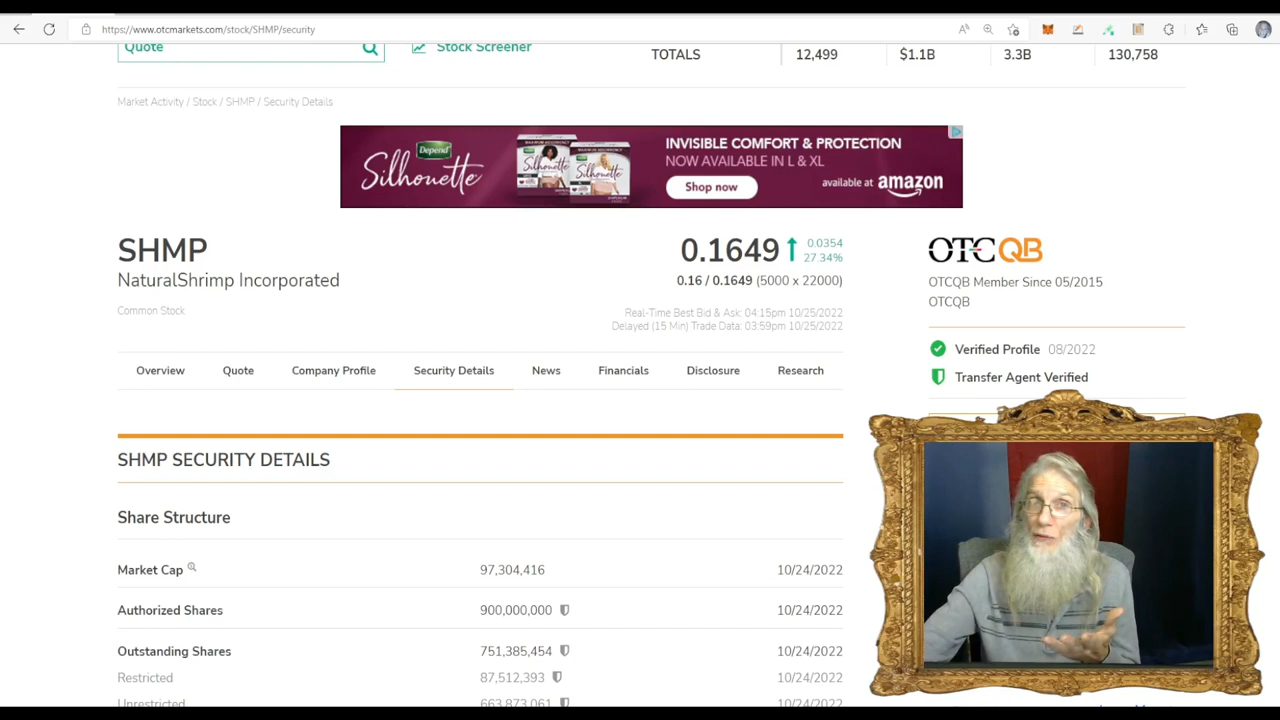 https://www.otcmarkets.com/stock/SHMP/security
Quote
Stock Screener
TOTALS 12,499 $1.1B 3.3B 130,758
Market Activity / Stock / SHMP / Security Details
Depend
Silhouette
INVISIBLE COMFORT & PROTECTION
NOW AVAILABLE IN L & XL
Shop now
available at amazon
SHMP
NaturalShrimp Incorporated
Common Stock
0.1649 0.0354
27.34%
0.16 / 0.1649 (5000 x 22000)
Real-Time Best Bid & Ask: 04:15pm 10/25/2022
Delayed (15 Min) Trade Data: 03:59pm 10/25/2022
OTCQB
OTCQB Member Since 05/2015
OTCQB
Verified Profile 08/2022
Transfer Agent Verified
Overview Quote Company Profile Security Details News Financials Disclosure Research
SHMP SECURITY DETAILS
Share Structure
Market Cap 97,304,416 10/24/2022
Authorized Shares 900,000,000 10/24/2022
Outstanding Shares 751,385,454 10/24/2022
Restricted 87,512,393 10/24/2022
Unrestricted 663,873,061 10/24/2022